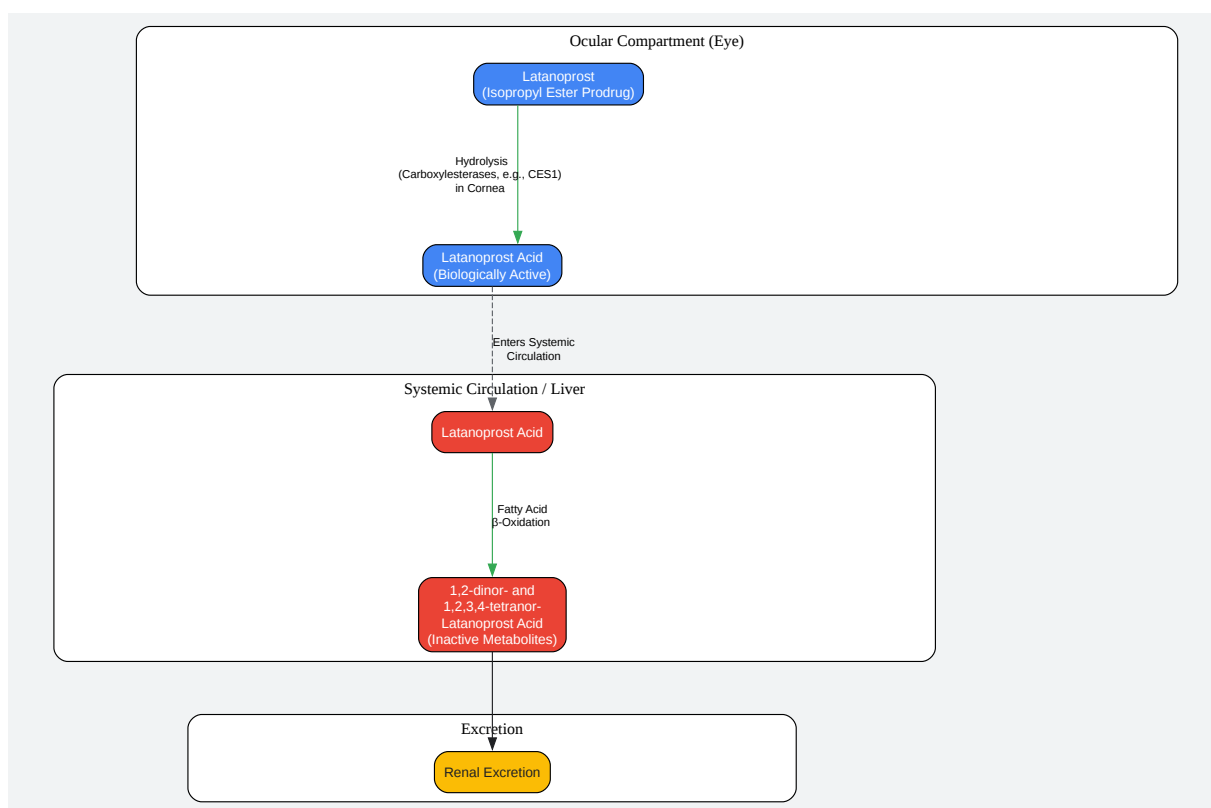 Ocular Compartment (Eye)
Latanoprost
(Isopropyl Ester Prodrug)
Hydrolysis
(Carboxylesterases, e.g., CES1)
in Cornea
Latanoprost Acid
(Biologically Active)
Enters Systemic
Circulation
Systemic Circulation / Liver
Latanoprost Acid
Fatty Acid
β-Oxidation
1,2-dinor- and
1,2,3,4-tetranor-
Latanoprost Acid
(Inactive Metabolites)
Excretion
Renal Excretion